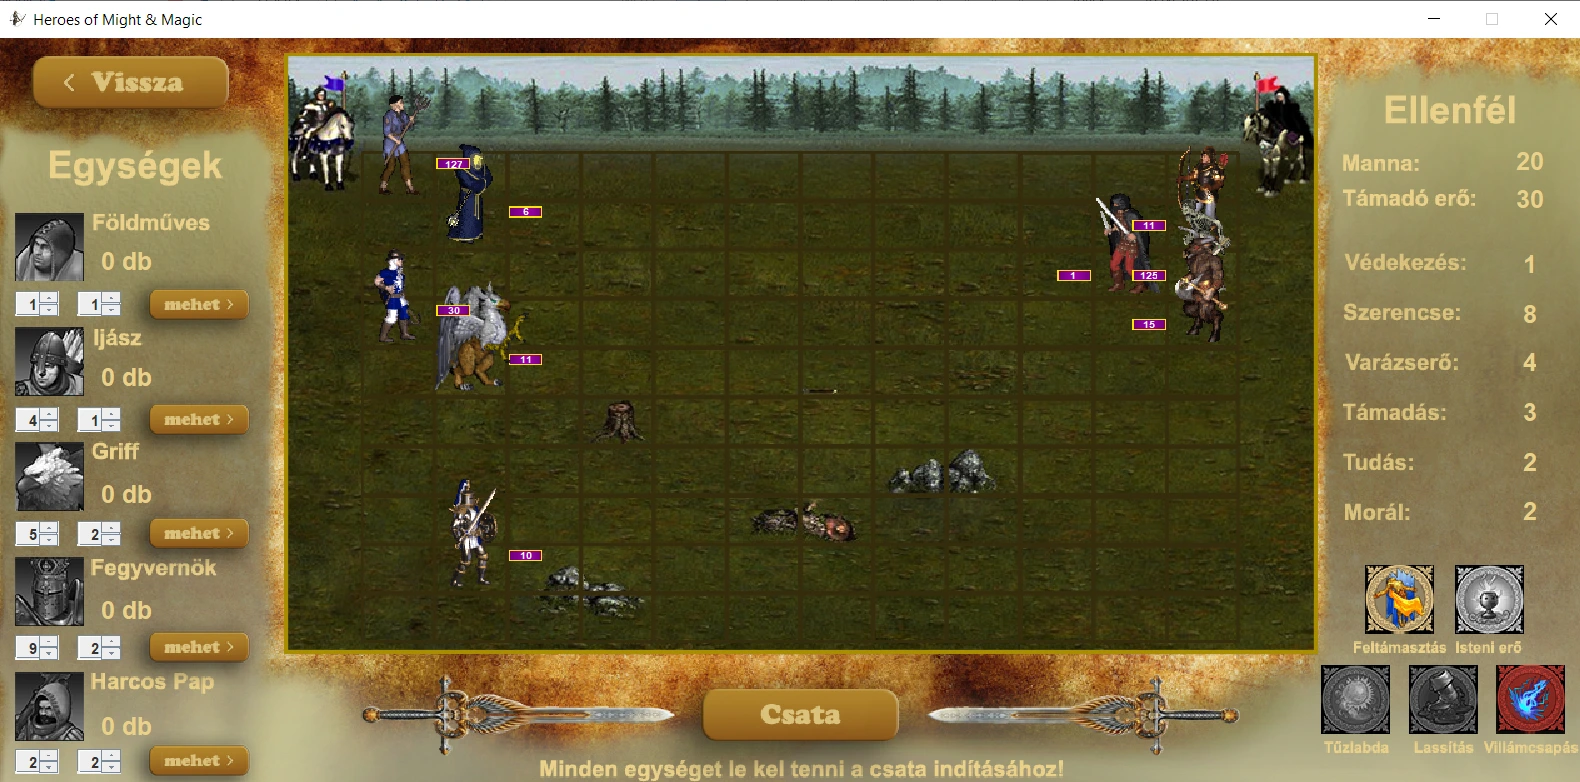 Heroes of Might & Magic
Vissza
Egységek
Földműves
0 db
1 1 mehet >
Ijász
0 db
4 1 mehet >
Griff
0 db
5 2 mehet >
Fegyvernök
0 db
9 2 mehet >
Harcos Pap
0 db
2 2 mehet >
127
6
30
11
10
11
1 125
15
Csata
Minden egységet le kel tenni a csata indításához!
Ellenfél
Manna: 20
Támadó erő: 30
Védekezés: 1
Szerencse: 8
Varázserő: 4
Támadás: 3
Tudás: 2
Morál: 2
Feltámasztás Isteni erő
Tűzlabda Lassítás Villámcsapás